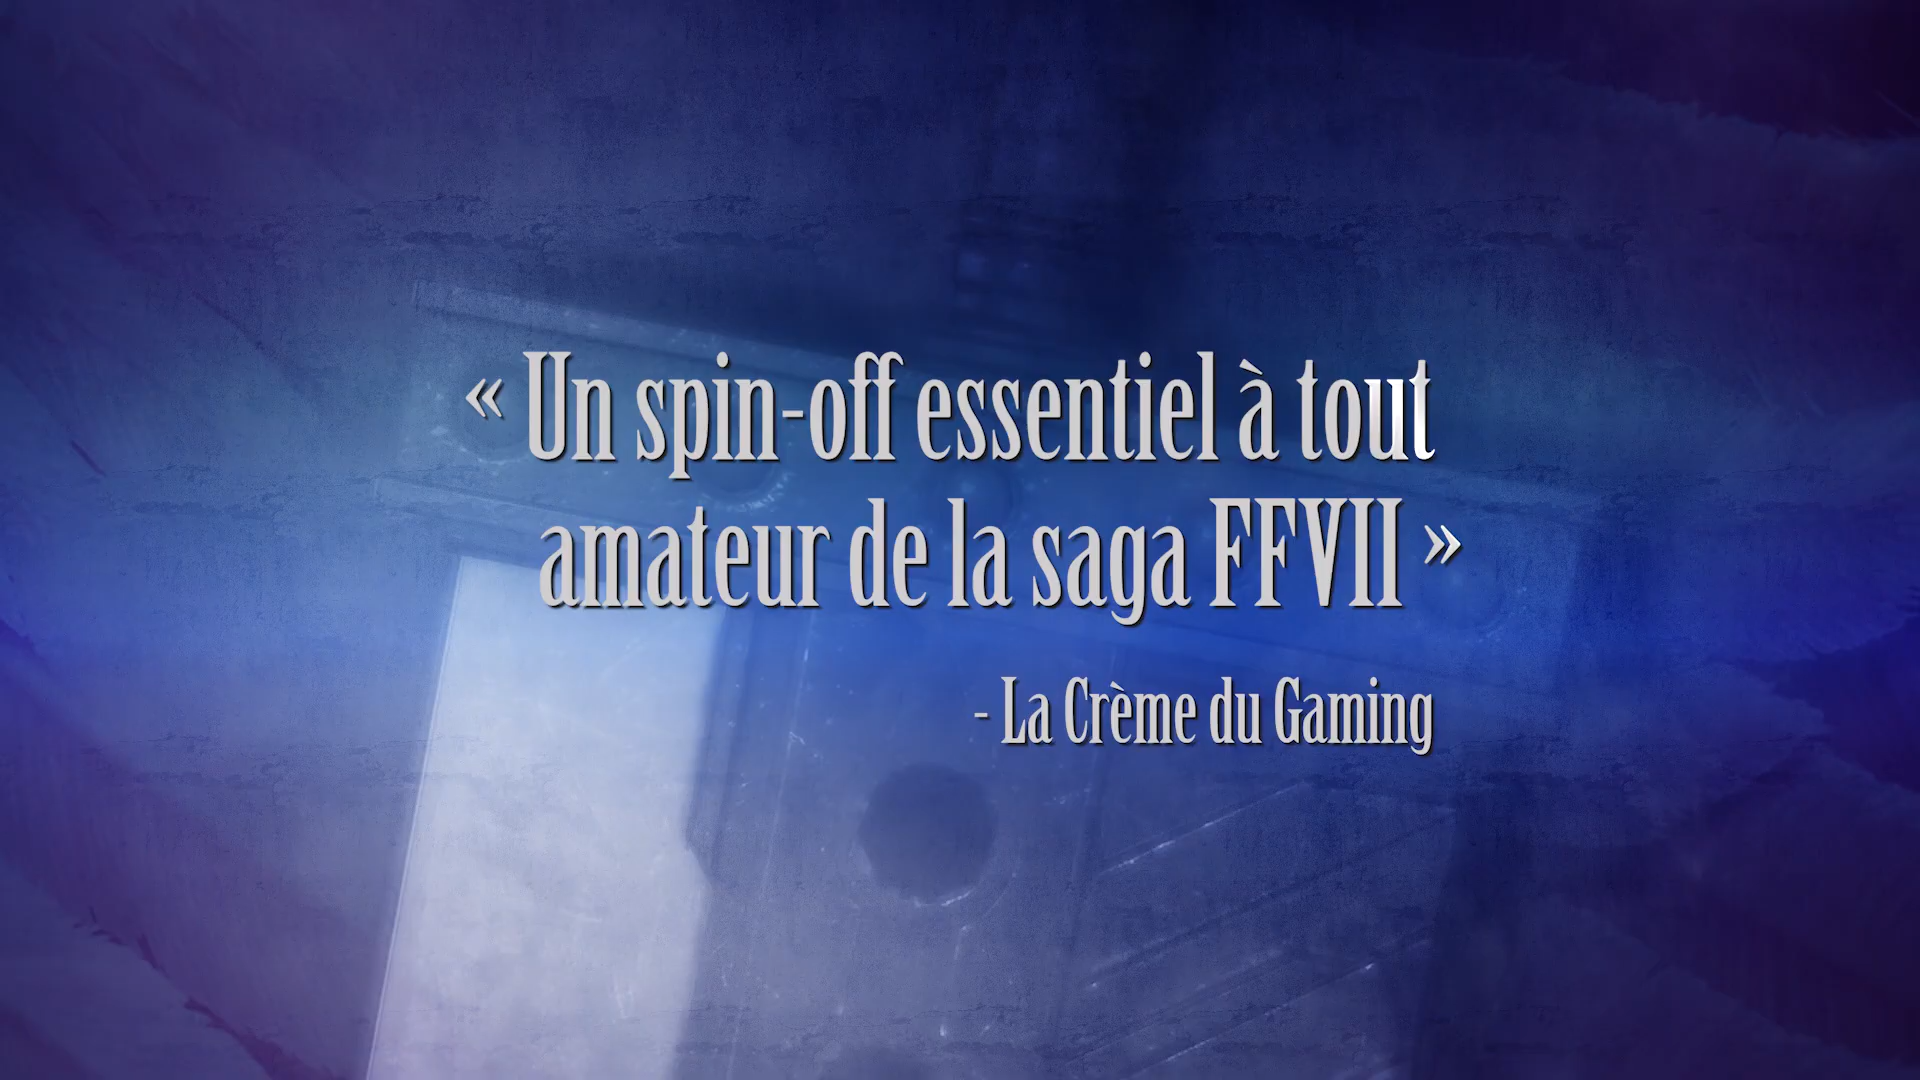 « Un spin-off essentiel à tout
amateur de la saga FFVII »
- La Crème du Gaming